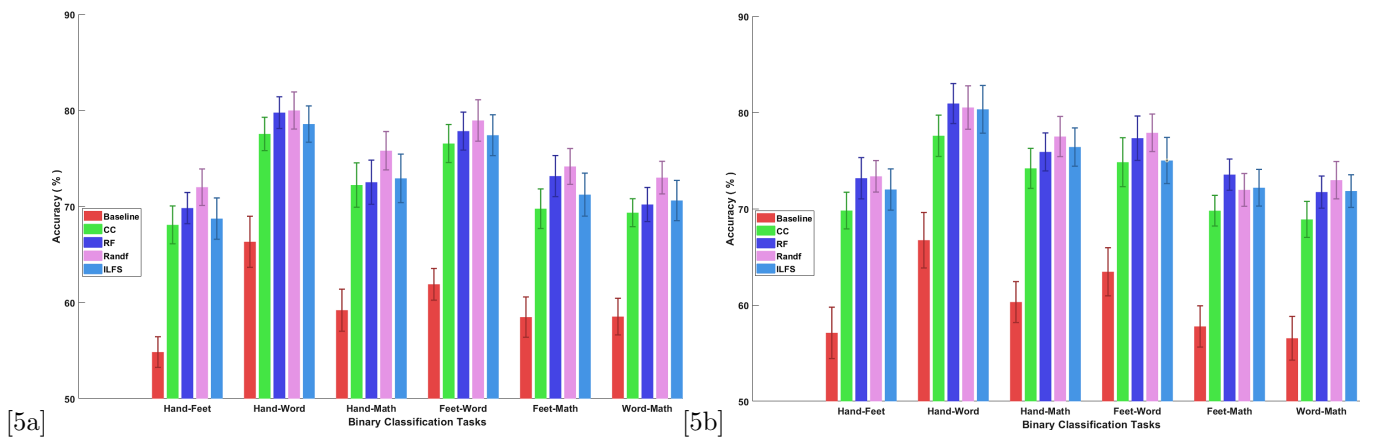 90
80
70
60
50
Accuracy ( % )
Baseline
CC
RF
Randf
ILFS
Hand-Feet Hand-Word Hand-Math Feet-Word Feet-Math Word-Math
Binary Classification Tasks
[5a]
90
80
70
60
50
Accuracy ( % )
Baseline
CC
RF
Randf
ILFS
Hand-Feet Hand-Word Hand-Math Feet-Word Feet-Math Word-Math
Binary Classification Tasks
[5b]